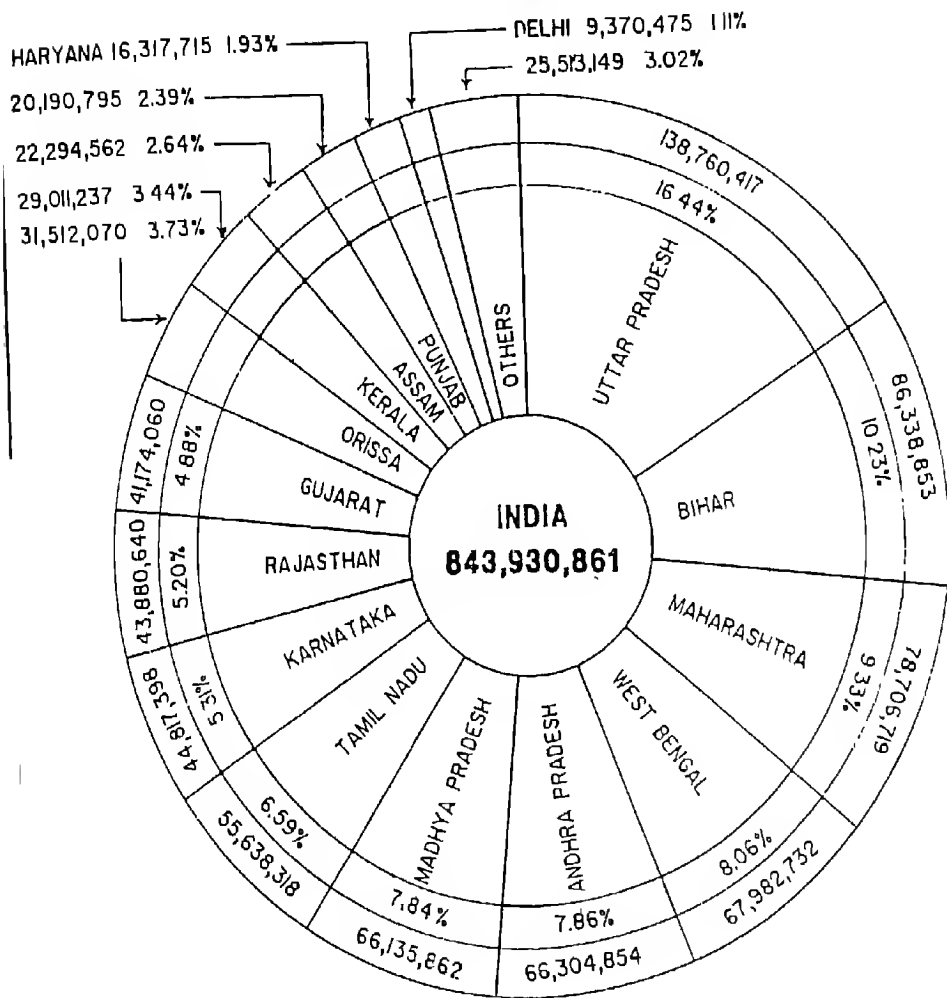 HARYANA 16,317,715 1.93%
DELHI 9,370,475 1 11%
25,513,149 3.02%
20,190,795 2.39%
22,294,562 2.64%
29,011,237 3 44%
31,512,070 3.73%
138,760,417
16 44%
UTTAR PRADESH
86,338,853
10 23%
BIHAR
78,706,719
9 33%
MAHARASHTRA
67,982,732
8.06%
WEST BENGAL
66,304,854
7.86%
ANDHRA PRADESH
66,135,862
7.84%
MADHYA PRADESH
55,638,318
6.59%
TAMIL NADU
44,817,398
5 31%
KARNATAKA
43,880,640
5.20%
RAJASTHAN
41,174,060
4 88%
GUJARAT
ORISSA
KERALA
ASSAM
PUNJAB
OTHERS
INDIA
843,930,861